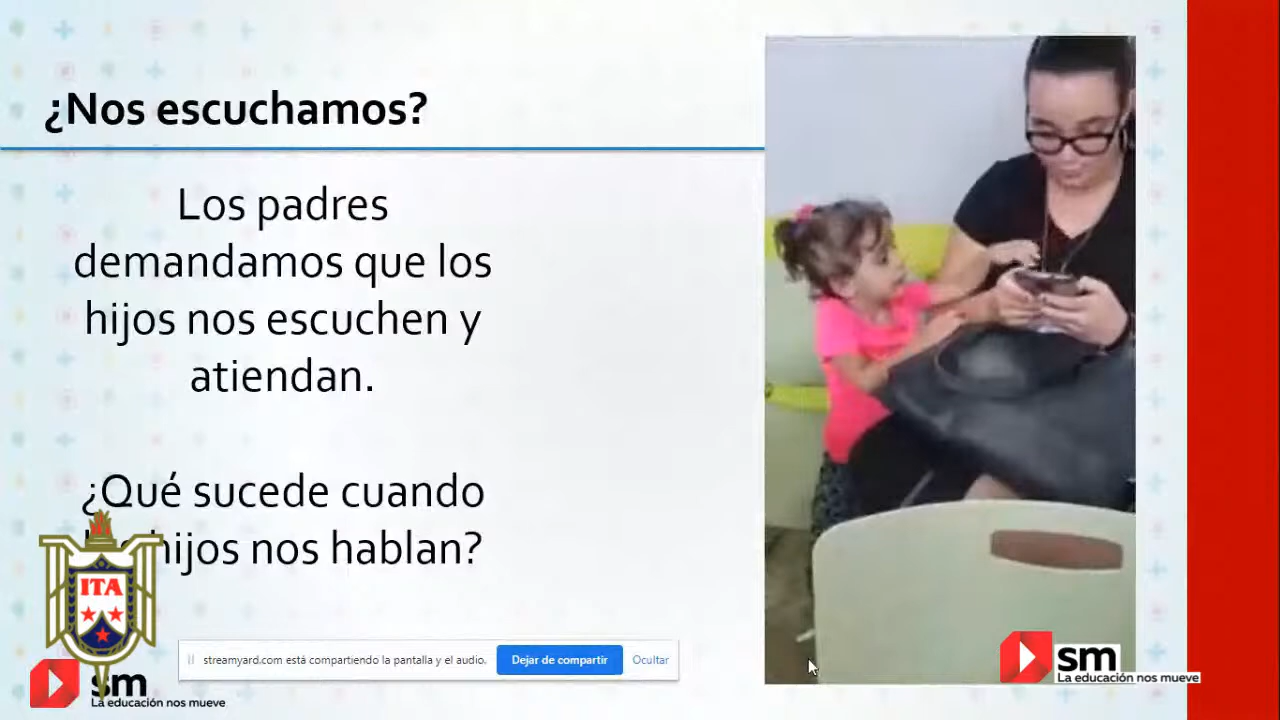 ¿Nos escuchamos?
Los padres
demandamos que los
hijos nos escuchen y
atiendan.
¿Qué sucede cuando
hijos nos hablan?
ITA
streamyard.com está compartiendo la pantalla y el audio.
Dejar de compartir
Ocultar
sm
La educación nos mueve
sm
La educación nos mueve